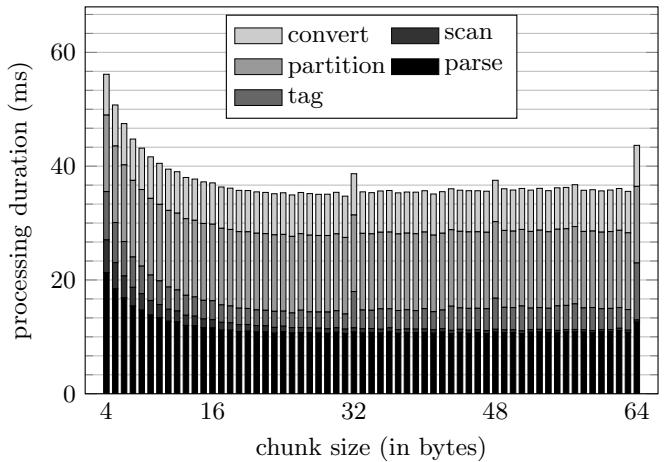 convert scan
partition parse
tag
processing duration (ms)
60
40
20
0
4 16 32 48 64
chunk size (in bytes)